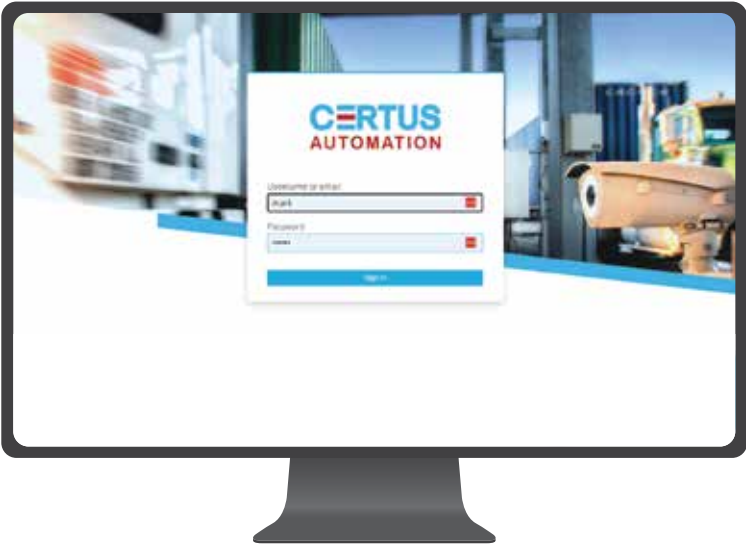 CERTUS
AUTOMATION
Username or email
mark
Password
Sign In